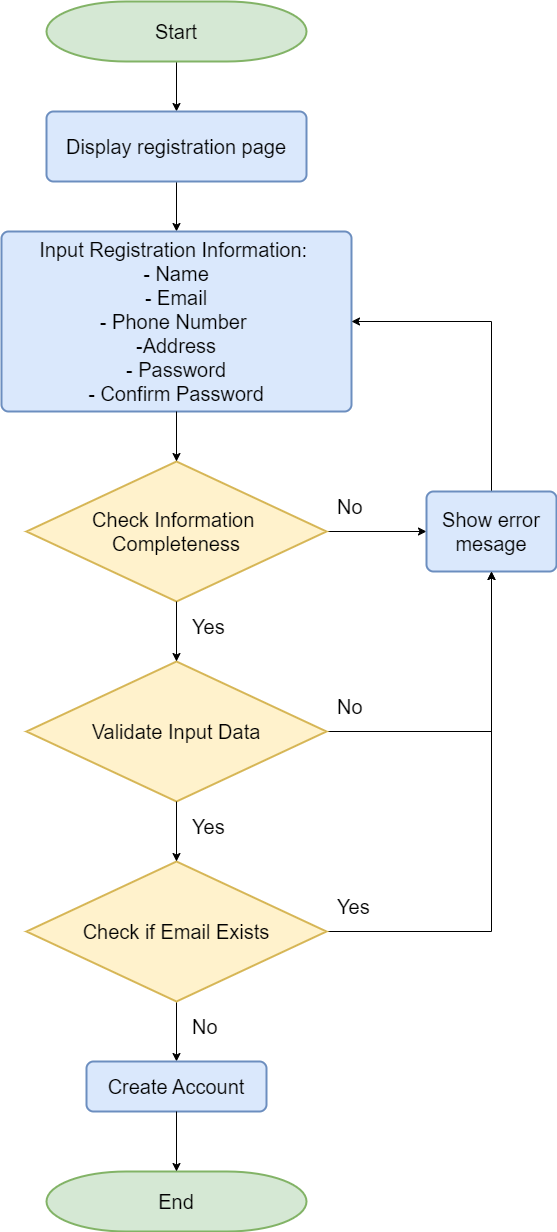 Start
Display registration page
Input Registration Information:
- Name
- Email
- Phone Number
-Address
- Password
- Confirm Password
Check Information
Completeness
No
Show error
mesage
Yes
Validate Input Data
No
Yes
Check if Email Exists
Yes
No
Create Account
End